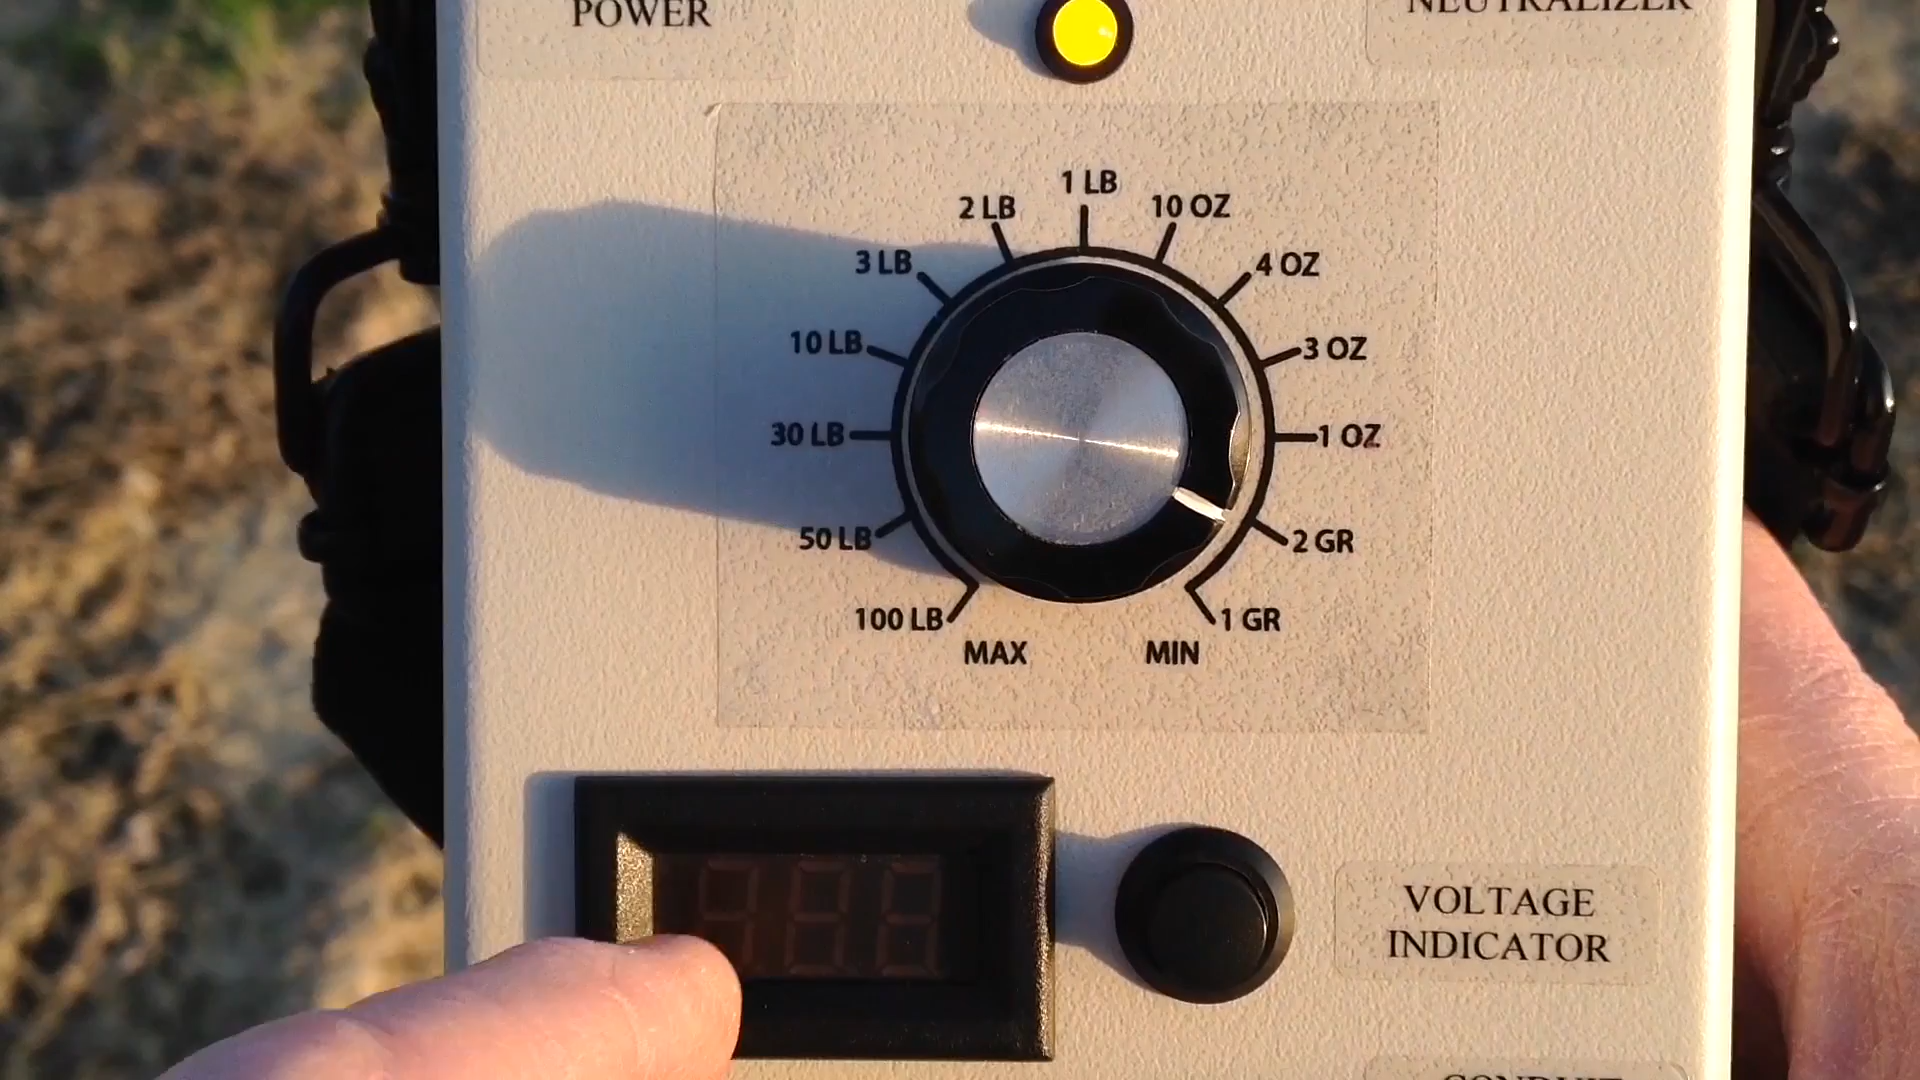 POWER
NEUTRALIZER
1 LB
2 LB
10 OZ
3 LB
4 OZ
10 LB
3 OZ
30 LB
1 OZ
50 LB
2 GR
100 LB
1 GR
MAX
MIN
VOLTAGE
INDICATOR
CONDUIT